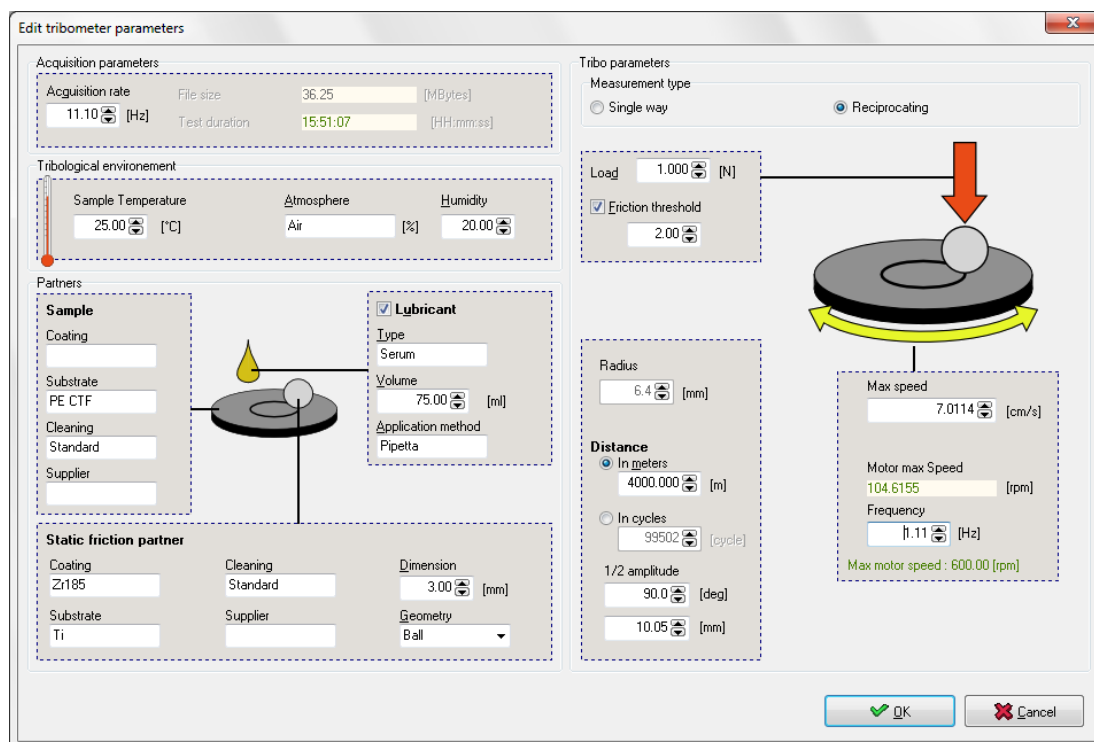 Edit tribometer parameters
Acquisition parameters
Acquisition rate
11.10 [Hz]
File size 36.25 [MBytes]
Test duration 15:51:07 [HH:mm:ss]
Tribological environement
Sample Temperature
25.00 [°C]
Atmosphere
Air [%]
Humidity
20.00
Partners
Sample
Coating
Substrate
PE CTF
Cleaning
Standard
Supplier
Lubricant
Type
Serum
Volume
75.00 [ml]
Application method
Pipetta
Static friction partner
Coating
Zr185
Cleaning
Standard
Dimension
3.00 [mm]
Substrate
Ti
Supplier
Geometry
Ball
Tribo parameters
Measurement type
Single way
Reciprocating
Load 1.000 [N]
Friction threshold
2.00
Radius
6.4 [mm]
Distance
In meters
4000.000 [m]
In cycles
99502 [cycle]
1/2 amplitude
90.0 [deg]
10.05 [mm]
Max speed
7.0114 [cm/s]
Motor max Speed
104.6155 [rpm]
Frequency
1.11 [Hz]
Max motor speed : 600.00 [rpm]
OK
Cancel